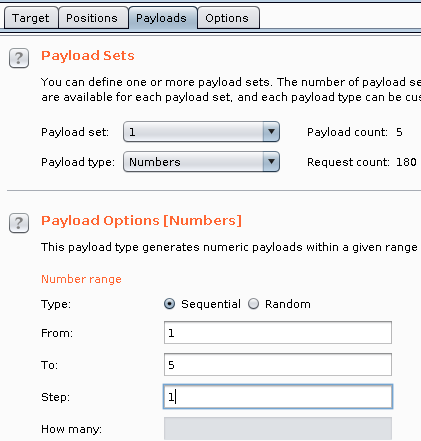 Target Positions Payloads Options
? Payload Sets
You can define one or more payload sets. The number of payload se
are available for each payload set, and each payload type can be cus
Payload set: 1 Payload count: 5
Payload type: Numbers Request count: 180
? Payload Options [Numbers]
This payload type generates numeric payloads within a given range
Number range
Type: Sequential Random
From: 1
To: 5
Step: 1
How many: